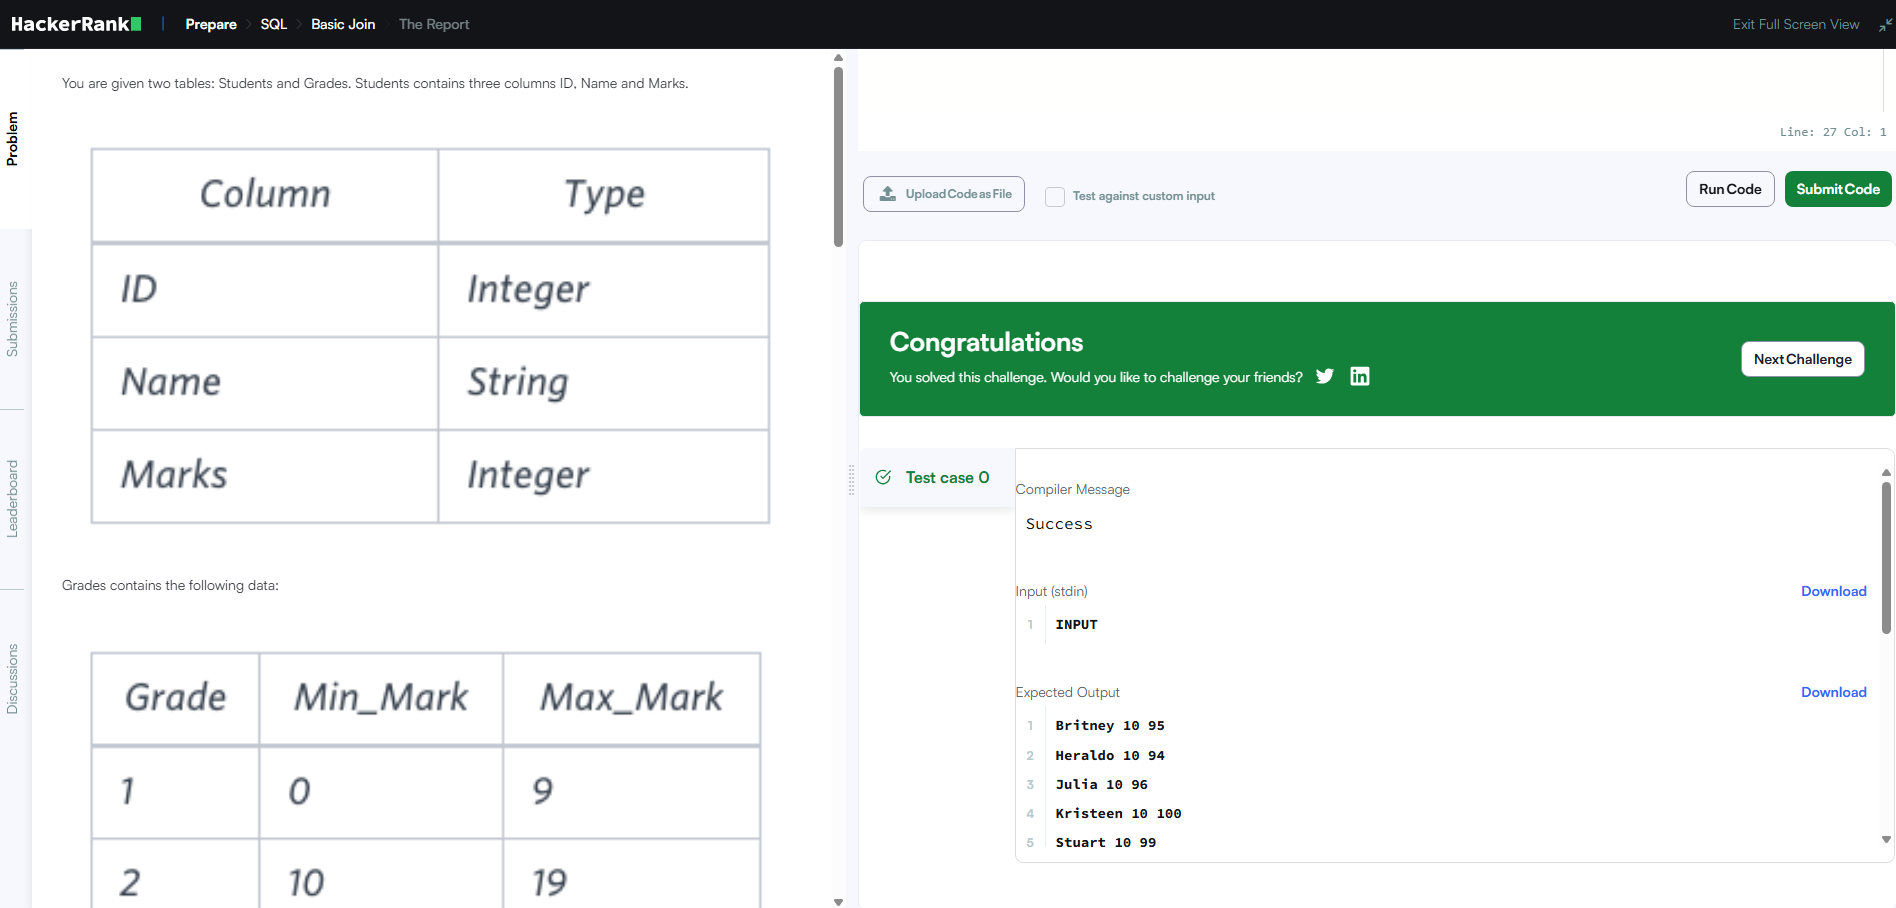 HackerRank
Prepare > SQL > Basic Join > The Report
Exit Full Screen View
Problem
Submissions
Leaderboard
Discussions
You are given two tables: Students and Grades. Students contains three columns ID, Name and Marks.
Column Type
ID Integer
Name String
Marks Integer
Grades contains the following data:
Grade Min_Mark Max_Mark
1 0 9
2 10 19
Line: 27 Col: 1
Upload Code as File
Test against custom input
Run Code
Submit Code
Congratulations
You solved this challenge. Would you like to challenge your friends?
Next Challenge
Test case 0
Compiler Message
Success
Input (stdin)
Download
1 INPUT
Expected Output
Download
1 Britney 10 95
2 Heraldo 10 94
3 Julia 10 96
4 Kristeen 10 100
5 Stuart 10 99